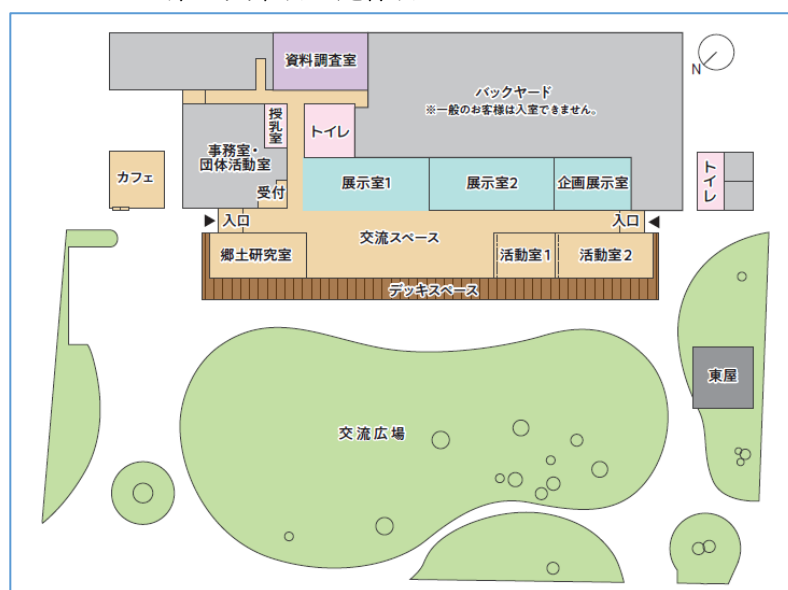 資料調査室
バックヤード
※一般のお客様は入室できません。
N
授乳室
トイレ
事務室・
団体活動室
カフェ
受付
展示室1
展示室2
企画展示室
トイレ
入口
交流スペース
入口
郷土研究室
活動室1
活動室2
デッキスペース
東屋
交流広場